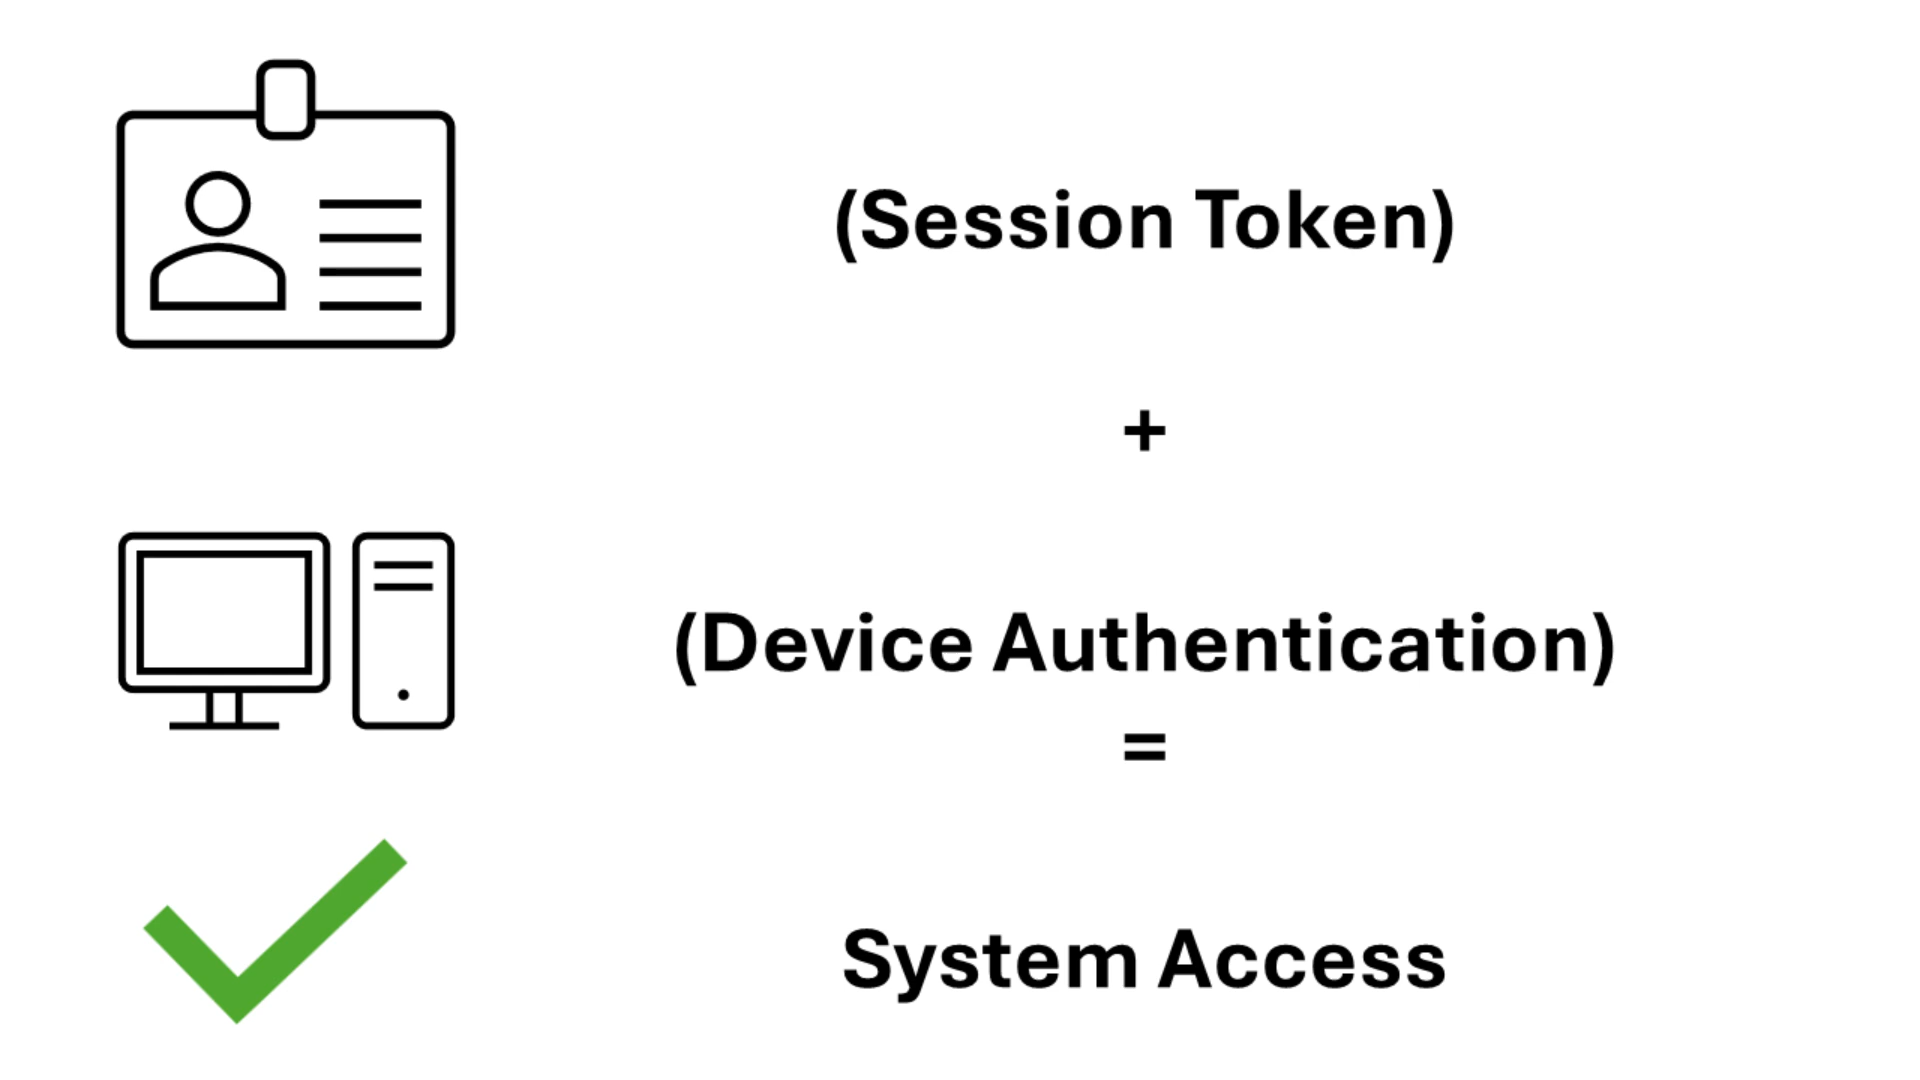 (Session Token)
+
(Device Authentication)
=
System Access